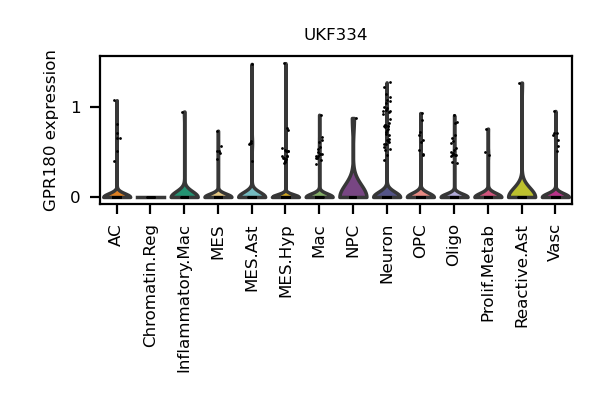 UKF334
GPR180 expression
1
0
AC
Chromatin.Reg
Inflammatory.Mac
MES
MES.Ast
MES.Hyp
Mac
NPC
Neuron
OPC
Oligo
Prolif.Metab
Reactive.Ast
Vasc